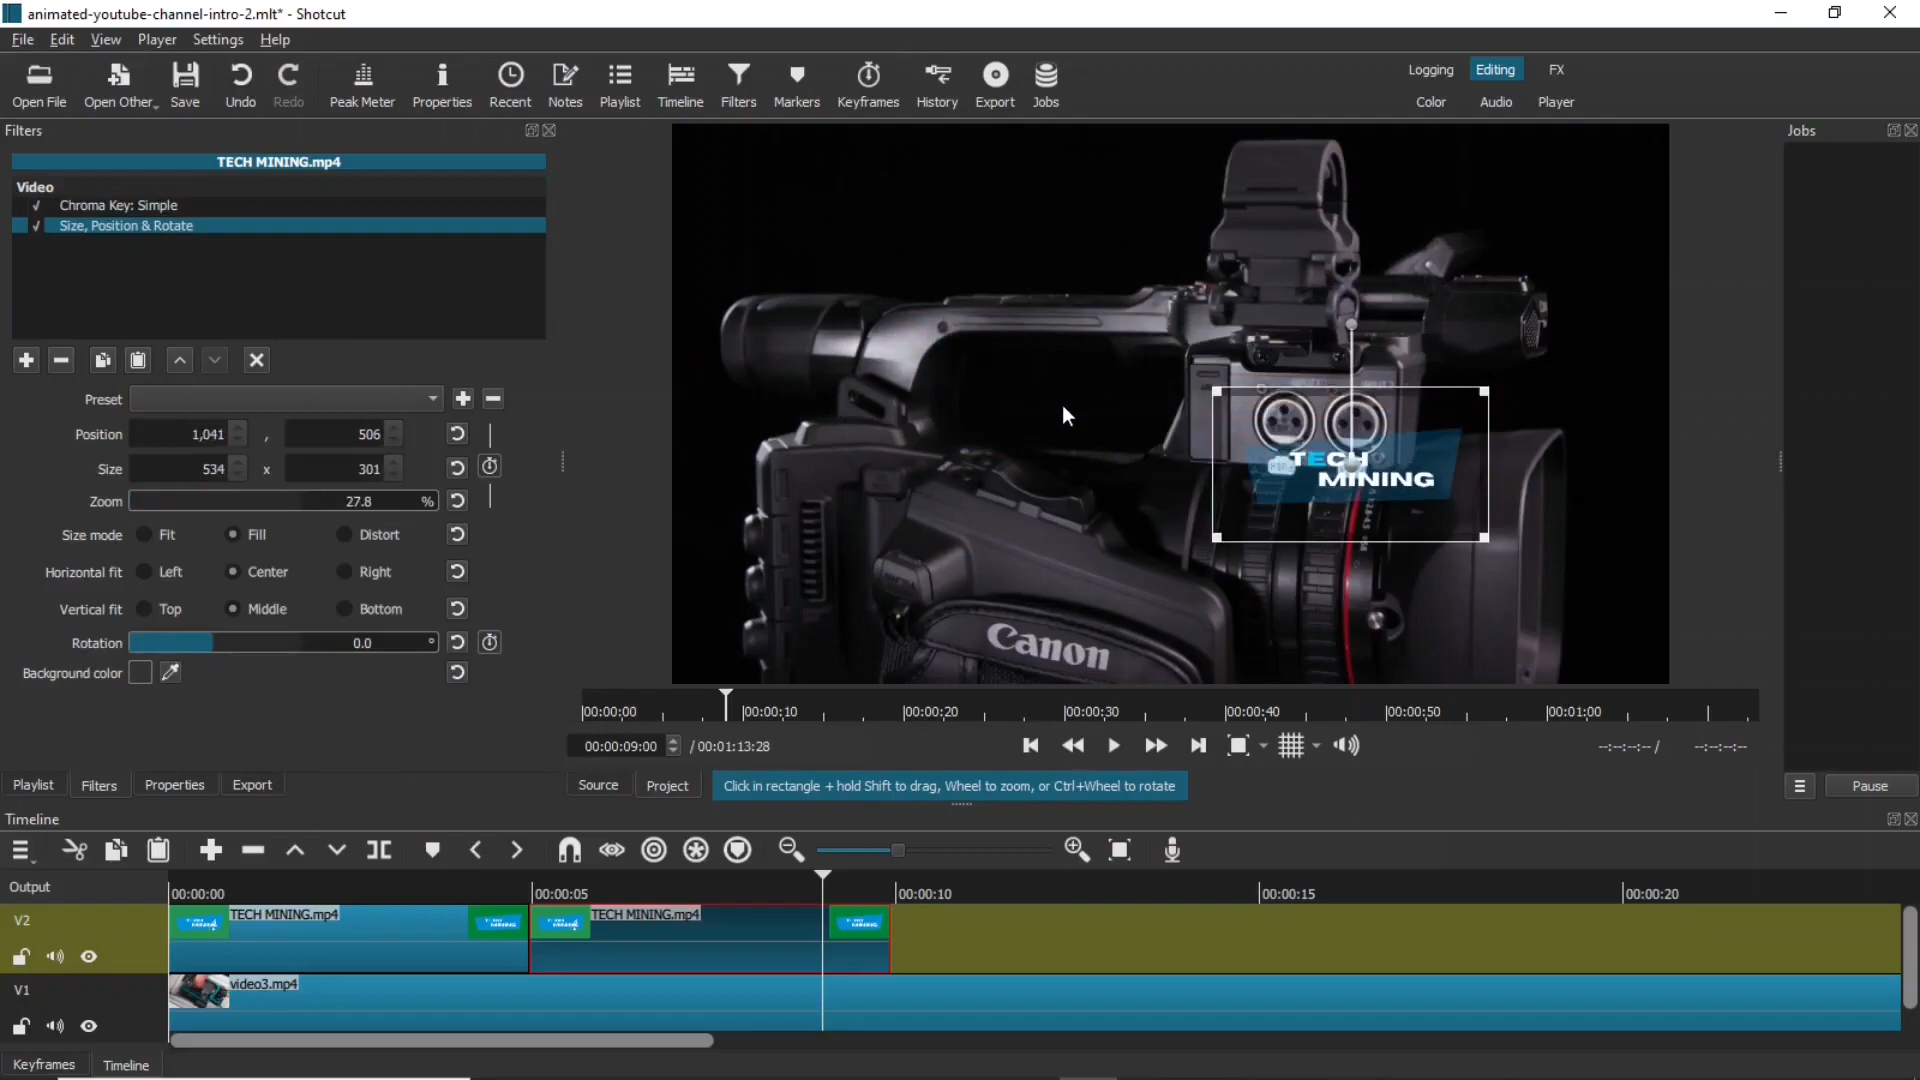 animated-youtube-channel-intro-2.mlt* - Shotcut
File Edit View Player Settings Help
Open File Open Other Save Undo Redo Peak Meter Properties Recent Notes Playlist Timeline Filters Markers Keyframes History Export Jobs
Logging Editing FX
Color Audio Player
Filters
TECH MINING.mp4
Video
Chroma Key: Simple
Size, Position & Rotate
Preset
Position 1,041 , 506
Size 534 x 301
Zoom 27.8 %
Size mode Fit Fill Distort
Horizontal fit Left Center Right
Vertical fit Top Middle Bottom
Rotation 0.0 °
Background color
TECH
MINING
Canon
Jobs
00:00:00 00:00:10 00:00:20 00:00:30 00:00:40 00:00:50 00:01:00
00:00:09:00 / 00:01:13:28
--:--:--:-- / --:--:--:--
Playlist Filters Properties Export
Source Project Click in rectangle + hold Shift to drag, Wheel to zoom, or Ctrl+Wheel to rotate
Pause
Timeline
Output 00:00:00 00:00:05 00:00:10 00:00:15 00:00:20
V2 TECH MINING.mp4 TECH MINING.mp4
V1 video3.mp4
Keyframes Timeline